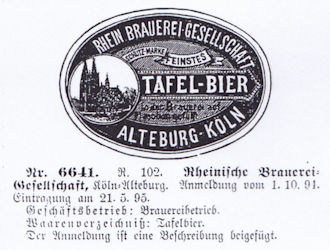 RHEIN. BRAUEREI-GESELLSCHAFT
SCHUTZ-MARKE
FEINSTES
TAFEL-BIER
ALTEBURG-KÖLN
Nr. 6641. R. 102. Rheinische Brauerei-
Gesellschaft, Köln-Alteburg. Anmeldung vom 1. 10. 91.
Eintragung am 21. 5. 95.
Geschäftsbetrieb: Brauereibetrieb.
Waarenverzeichniß: Tafelbier.
Der Anmeldung ist eine Beschreibung beigefügt.